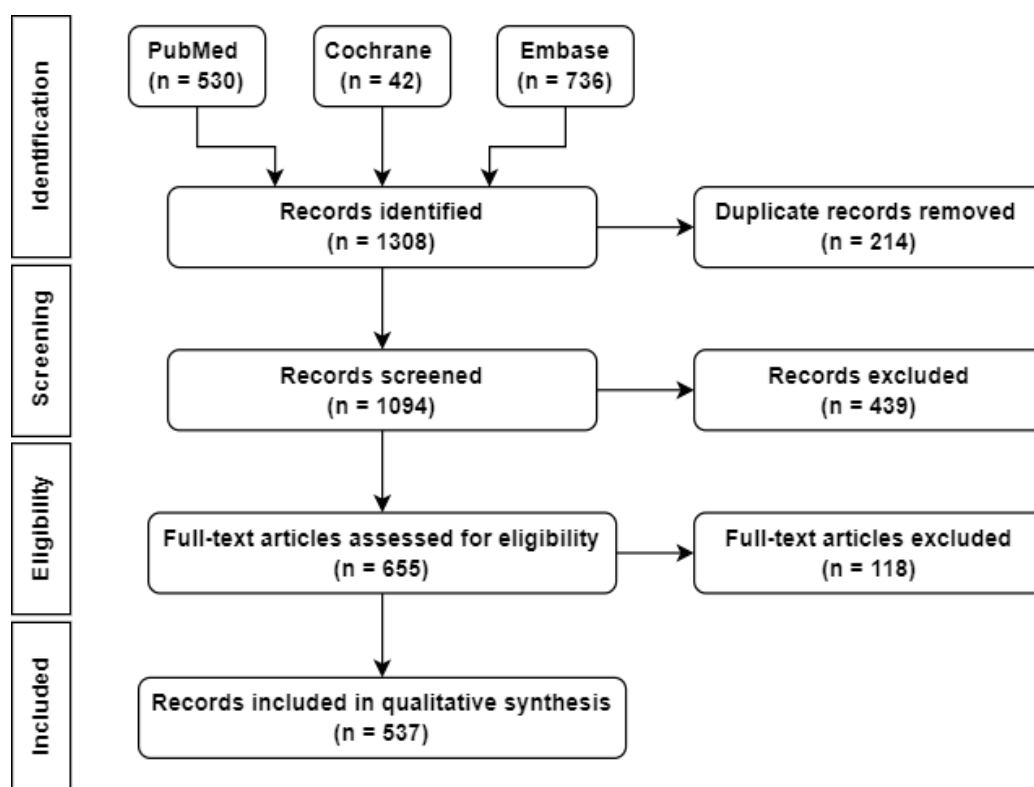 Identification
PubMed
(n = 530)
Cochrane
(n = 42)
Embase
(n = 736)
Records identified
(n = 1308)
Duplicate records removed
(n = 214)
Screening
Records screened
(n = 1094)
Records excluded
(n = 439)
Eligibility
Full-text articles assessed for eligibility
(n = 655)
Full-text articles excluded
(n = 118)
Included
Records included in qualitative synthesis
(n = 537)